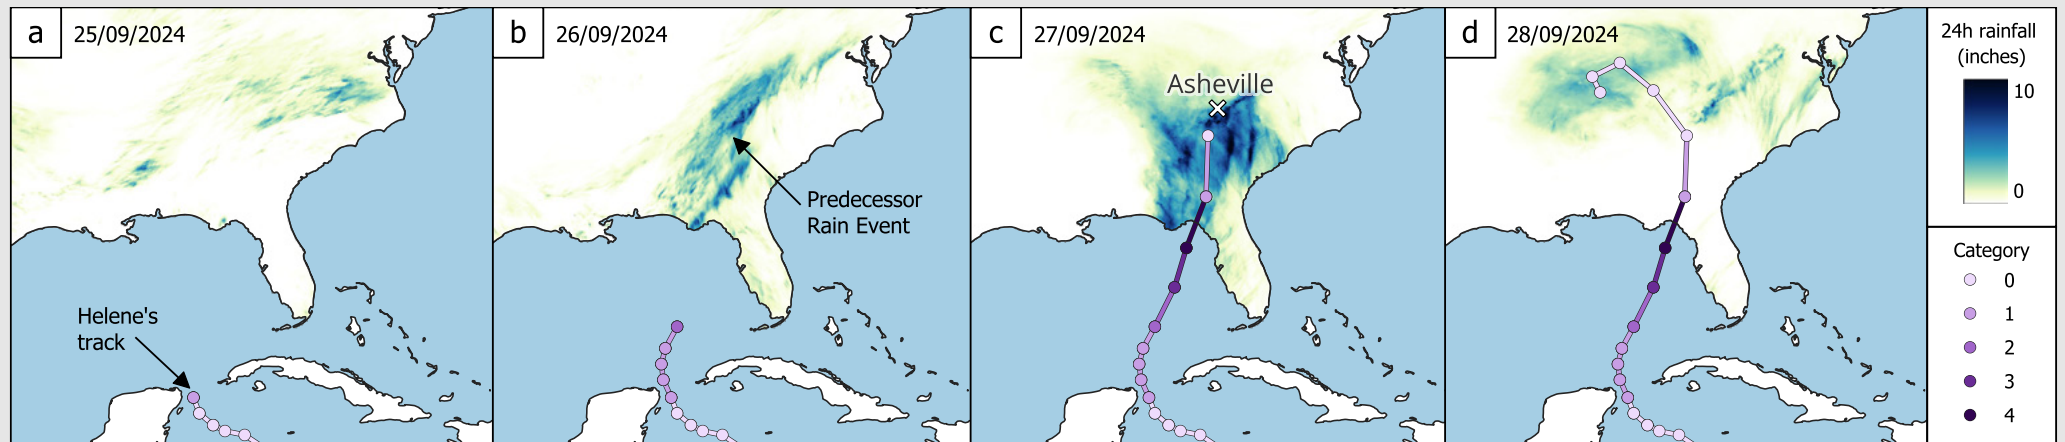 a 25/09/2024
Helene's
track
b 26/09/2024
Predecessor
Rain Event
c 27/09/2024
Asheville
d 28/09/2024
24h rainfall
(inches)
10
0
Category
0
1
2
3
4